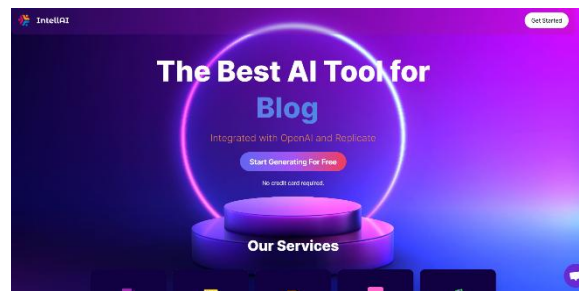 IntellAI
Get Started
The Best AI Tool for
Blog
Integrated with OpenAI and Replicate
Start Generating For Free
No credit card required.
Our Services